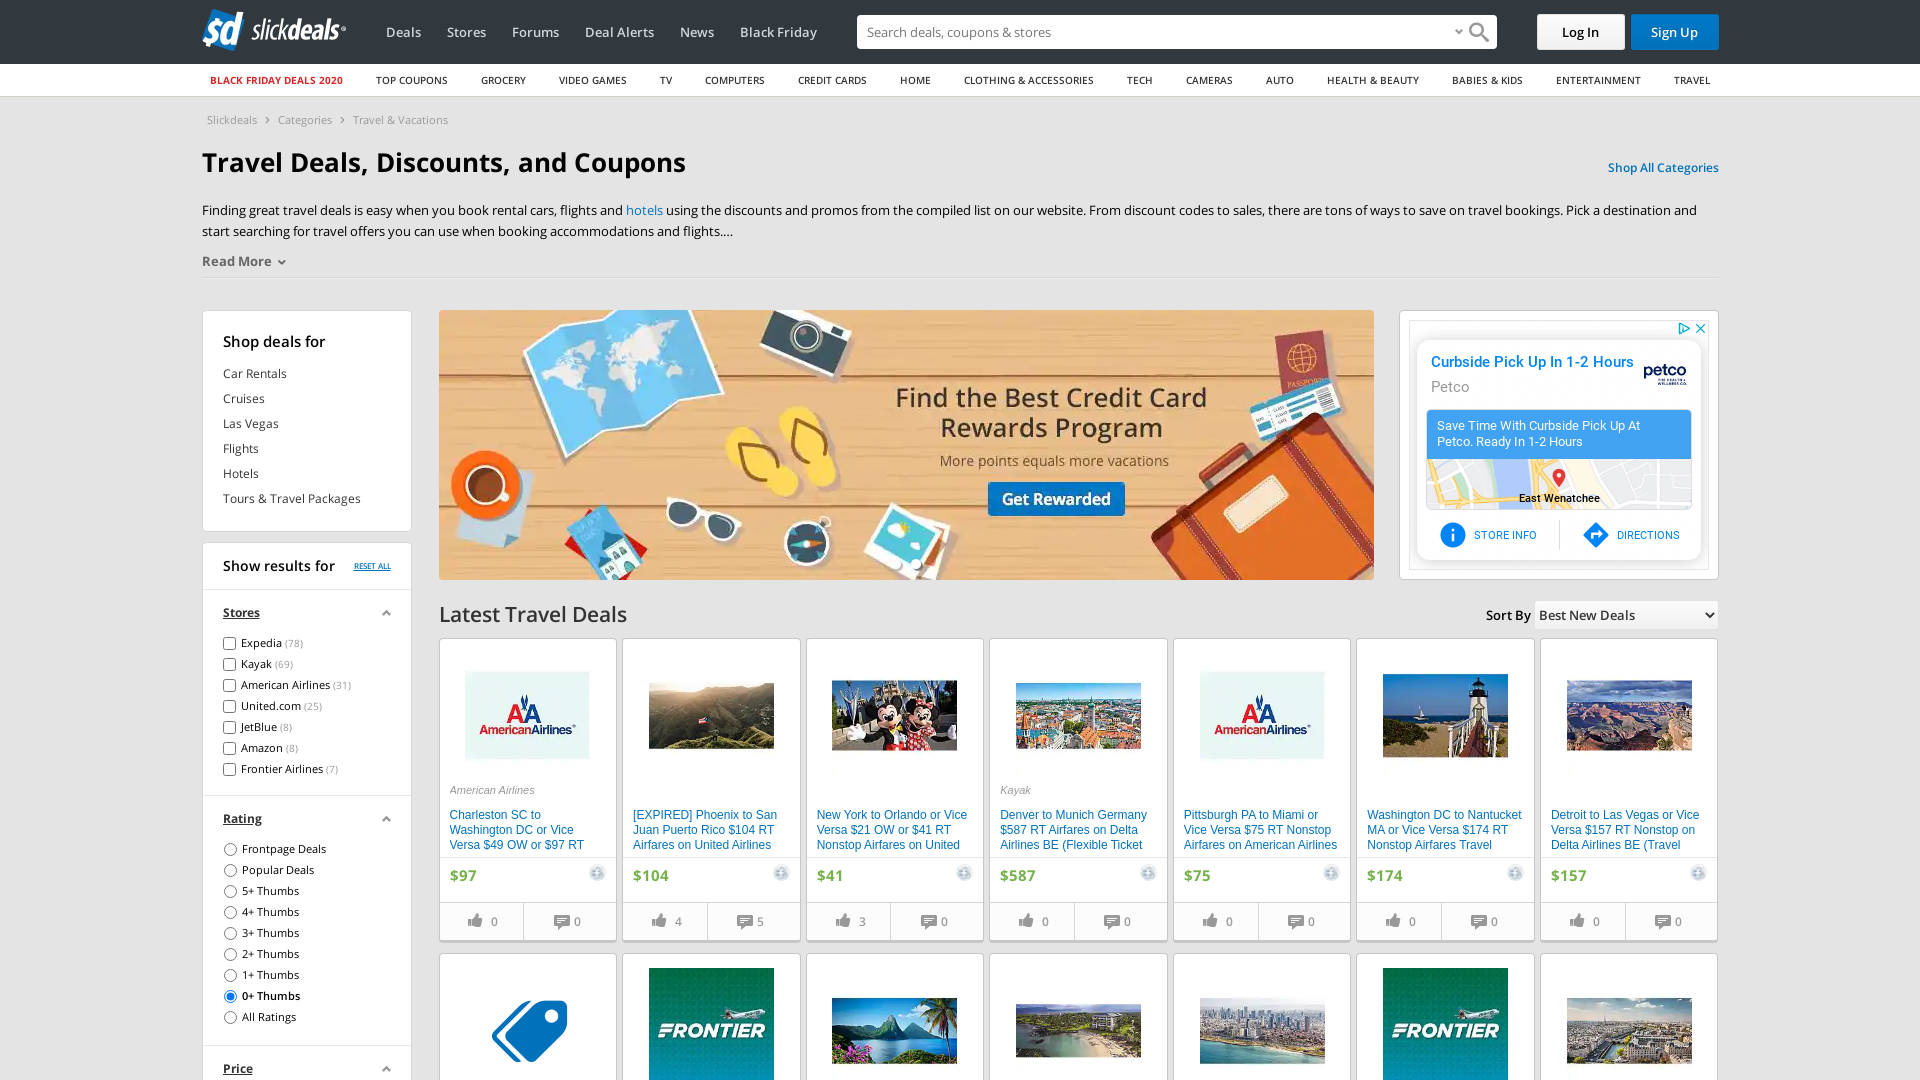 slickdeals
Deals
Stores
Forums
Deal Alerts
News
Black Friday
Search deals, coupons & stores
Log In
Sign Up
BLACK FRIDAY DEALS 2020
TOP COUPONS
GROCERY
VIDEO GAMES
TV
COMPUTERS
CREDIT CARDS
HOME
CLOTHING & ACCESSORIES
TECH
CAMERAS
AUTO
HEALTH & BEAUTY
BABIES & KIDS
ENTERTAINMENT
TRAVEL
Slickdeals > Categories > Travel & Vacations
Travel Deals, Discounts, and Coupons
Shop All Categories
Finding great travel deals is easy when you book rental cars, flights and hotels using the discounts and promos from the compiled list on our website. From discount codes to sales, there are tons of ways to save on travel bookings. Pick a destination and
start searching for travel offers you can use when booking accommodations and flights....
Read More
Shop deals for
Car Rentals
Cruises
Las Vegas
Flights
Hotels
Tours & Travel Packages
Show results for
RESET ALL
Stores
Expedia (78)
Kayak (69)
American Airlines (31)
United.com (25)
JetBlue (8)
Amazon (8)
Frontier Airlines (7)
Rating
Frontpage Deals
Popular Deals
5+ Thumbs
4+ Thumbs
3+ Thumbs
2+ Thumbs
1+ Thumbs
0+ Thumbs
All Ratings
Price
PASSPORT
Find the Best Credit Card
Rewards Program
More points equals more vacations
Get Rewarded
Curbside Pick Up In 1-2 Hours
Petco
petco
THE HEALTH +
WELLNESS CO.
Save Time With Curbside Pick Up At
Petco. Ready In 1-2 Hours
East Wenatchee
STORE INFO
DIRECTIONS
Latest Travel Deals
Sort By
Best New Deals
AmericanAirlines
American Airlines
Charleston SC to
Washington DC or Vice
Versa $49 OW or $97 RT
$97
0
0
[EXPIRED] Phoenix to San
Juan Puerto Rico $104 RT
Airfares on United Airlines
$104
4
5
New York to Orlando or Vice
Versa $21 OW or $41 RT
Nonstop Airfares on United
$41
3
0
Kayak
Denver to Munich Germany
$587 RT Airfares on Delta
Airlines BE (Flexible Ticket
$587
0
0
AmericanAirlines
Pittsburgh PA to Miami or
Vice Versa $75 RT Nonstop
Airfares on American Airlines
$75
0
0
Washington DC to Nantucket
MA or Vice Versa $174 RT
Nonstop Airfares Travel
$174
0
0
Detroit to Las Vegas or Vice
Versa $157 RT Nonstop on
Delta Airlines BE (Travel
$157
0
0
FRONTIER
FRONTIER